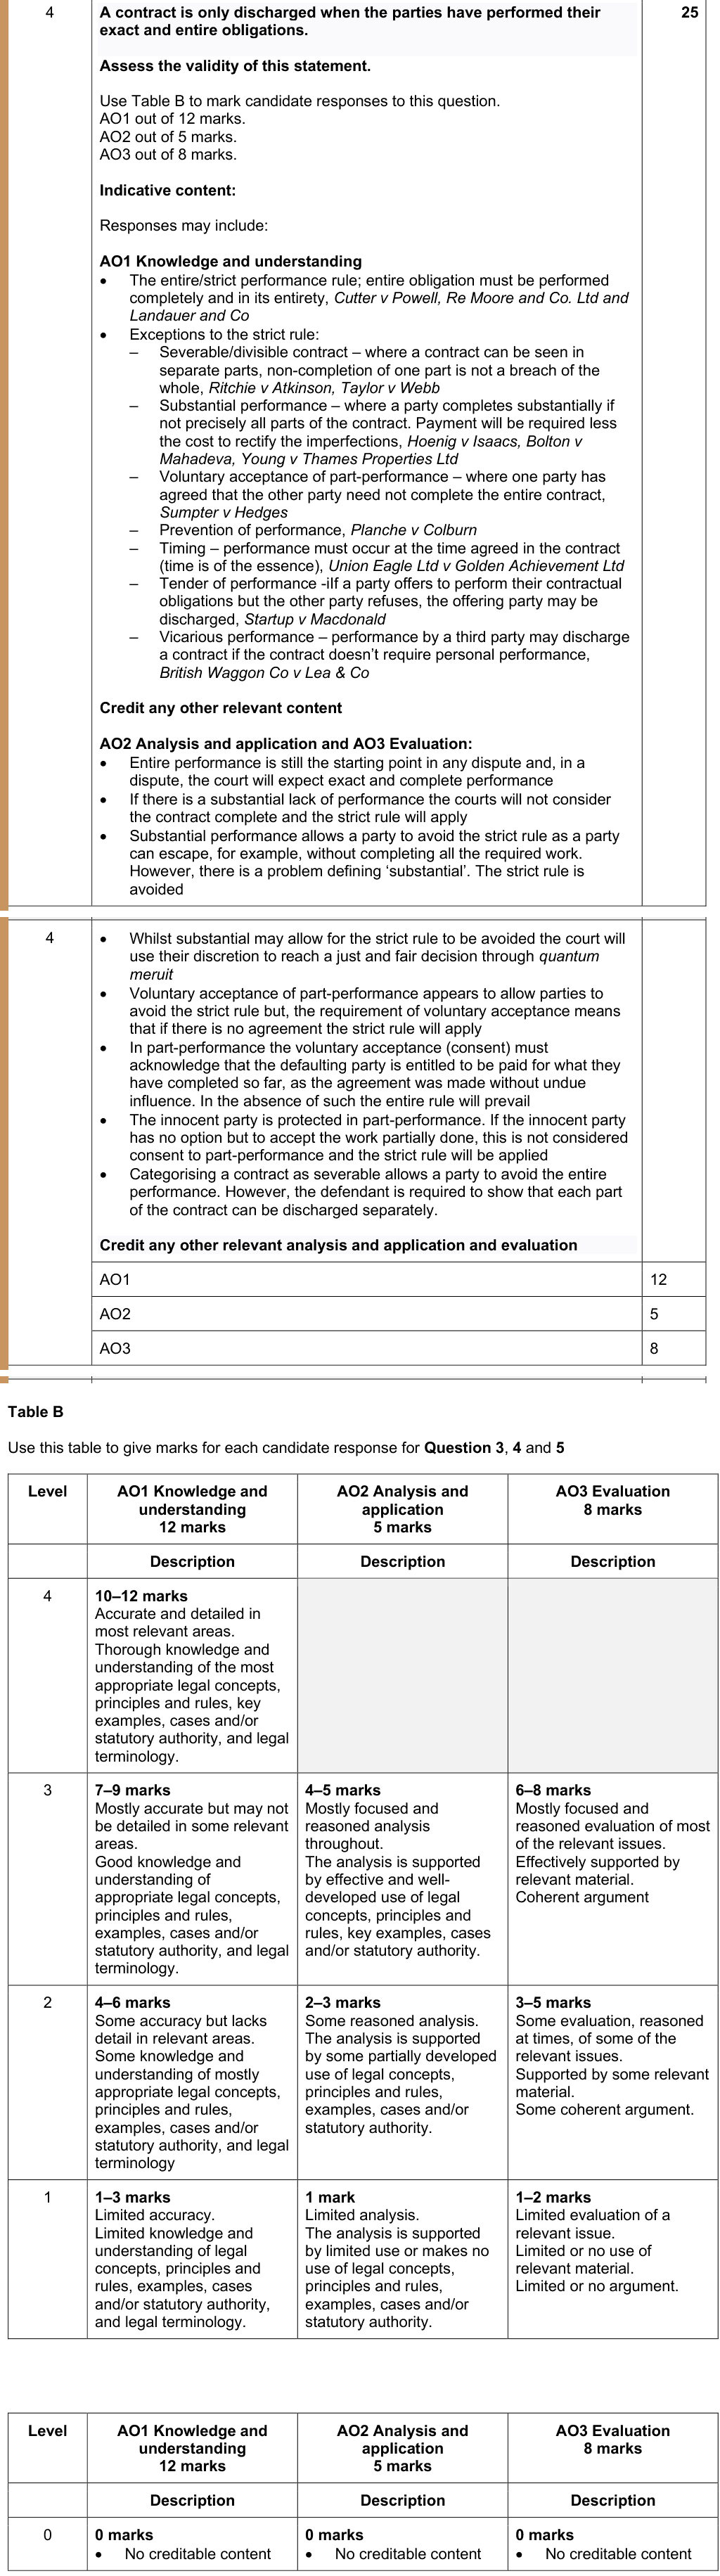 4
A contract is only discharged when the parties have performed their
exact and entire obligations.
25
Assess the validity of this statement.
Use Table B to mark candidate responses to this question.
AO1 out of 12 marks.
AO2 out of 5 marks.
AO3 out of 8 marks.
Indicative content:
Responses may include:
AO1 Knowledge and understanding
• The entire/strict performance rule; entire obligation must be performed
completely and in its entirety, Cutter v Powell, Re Moore and Co. Ltd and
Landauer and Co
• Exceptions to the strict rule:
– Severable/divisible contract – where a contract can be seen in
separate parts, non-completion of one part is not a breach of the
whole, Ritchie v Atkinson, Taylor v Webb
– Substantial performance – where a party completes substantially if
not precisely all parts of the contract. Payment will be required less
the cost to rectify the imperfections, Hoenig v Isaacs, Bolton v
Mahadeva, Young v Thames Properties Ltd
– Voluntary acceptance of part-performance – where one party has
agreed that the other party need not complete the entire contract,
Sumpter v Hedges
– Prevention of performance, Planche v Colburn
– Timing – performance must occur at the time agreed in the contract
(time is of the essence), Union Eagle Ltd v Golden Achievement Ltd
– Tender of performance -iIf a party offers to perform their contractual
obligations but the other party refuses, the offering party may be
discharged, Startup v Macdonald
– Vicarious performance – performance by a third party may discharge
a contract if the contract doesn’t require personal performance,
British Waggon Co v Lea & Co
Credit any other relevant content
AO2 Analysis and application and AO3 Evaluation:
• Entire performance is still the starting point in any dispute and, in a
dispute, the court will expect exact and complete performance
• If there is a substantial lack of performance the courts will not consider
the contract complete and the strict rule will apply
• Substantial performance allows a party to avoid the strict rule as a party
can escape, for example, without completing all the required work.
However, there is a problem defining ‘substantial’. The strict rule is
avoided
4
• Whilst substantial may allow for the strict rule to be avoided the court will
use their discretion to reach a just and fair decision through quantum
meruit
• Voluntary acceptance of part-performance appears to allow parties to
avoid the strict rule but, the requirement of voluntary acceptance means
that if there is no agreement the strict rule will apply
• In part-performance the voluntary acceptance (consent) must
acknowledge that the defaulting party is entitled to be paid for what they
have completed so far, as the agreement was made without undue
influence. In the absence of such the entire rule will prevail
• The innocent party is protected in part-performance. If the innocent party
has no option but to accept the work partially done, this is not considered
consent to part-performance and the strict rule will be applied
• Categorising a contract as severable allows a party to avoid the entire
performance. However, the defendant is required to show that each part
of the contract can be discharged separately.
Credit any other relevant analysis and application and evaluation
AO1 12
AO2 5
AO3 8
Table B
Use this table to give marks for each candidate response for Question 3, 4 and 5
Level
AO1 Knowledge and
understanding
12 marks
AO2 Analysis and
application
5 marks
AO3 Evaluation
8 marks
Description
Description
Description
4
10–12 marks
Accurate and detailed in
most relevant areas.
Thorough knowledge and
understanding of the most
appropriate legal concepts,
principles and rules, key
examples, cases and/or
statutory authority, and legal
terminology.
3
7–9 marks
Mostly accurate but may not
be detailed in some relevant
areas.
Good knowledge and
understanding of
appropriate legal concepts,
principles and rules,
examples, cases and/or
statutory authority, and legal
terminology.
4–5 marks
Mostly focused and
reasoned analysis
throughout.
The analysis is supported
by effective and well-
developed use of legal
concepts, principles and
rules, key examples, cases
and/or statutory authority.
6–8 marks
Mostly focused and
reasoned evaluation of most
of the relevant issues.
Effectively supported by
relevant material.
Coherent argument
2
4–6 marks
Some accuracy but lacks
detail in relevant areas.
Some knowledge and
understanding of mostly
appropriate legal concepts,
principles and rules,
examples, cases and/or
statutory authority, and legal
terminology
2–3 marks
Some reasoned analysis.
The analysis is supported
by some partially developed
use of legal concepts,
principles and rules,
examples, cases and/or
statutory authority.
3–5 marks
Some evaluation, reasoned
at times, of some of the
relevant issues.
Supported by some relevant
material.
Some coherent argument.
1
1–3 marks
Limited accuracy.
Limited knowledge and
understanding of legal
concepts, principles and
rules, examples, cases
and/or statutory authority,
and legal terminology.
1 mark
Limited analysis.
The analysis is supported
by limited use or makes no
use of legal concepts,
principles and rules,
examples, cases and/or
statutory authority.
1–2 marks
Limited evaluation of a
relevant issue.
Limited or no use of
relevant material.
Limited or no argument.
Level
AO1 Knowledge and
understanding
12 marks
AO2 Analysis and
application
5 marks
AO3 Evaluation
8 marks
Description
Description
Description
0
0 marks
• No creditable content
0 marks
• No creditable content
0 marks
• No creditable content